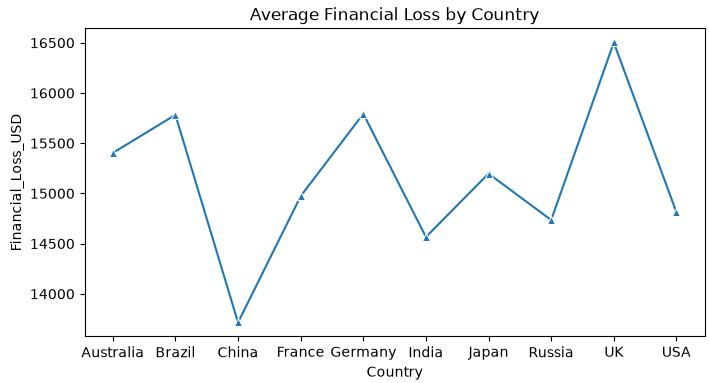 Average Financial Loss by Country
Financial_Loss_USD
16500
16000
15500
15000
14500
14000
Australia Brazil China France Germany India Japan Russia UK USA
Country